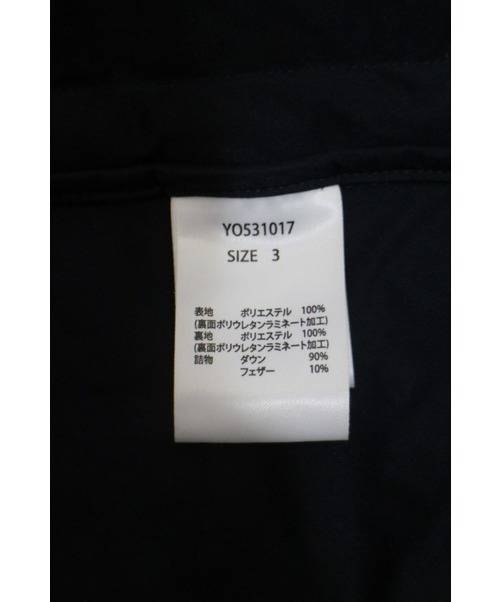 YO531017
SIZE 3
表地 ポリエステル 100%
(裏面ポリウレタンラミネート加工)
裏地 ポリエステル 100%
(裏面ポリウレタンラミネート加工)
詰物 ダウン 90%
フェザー 10%